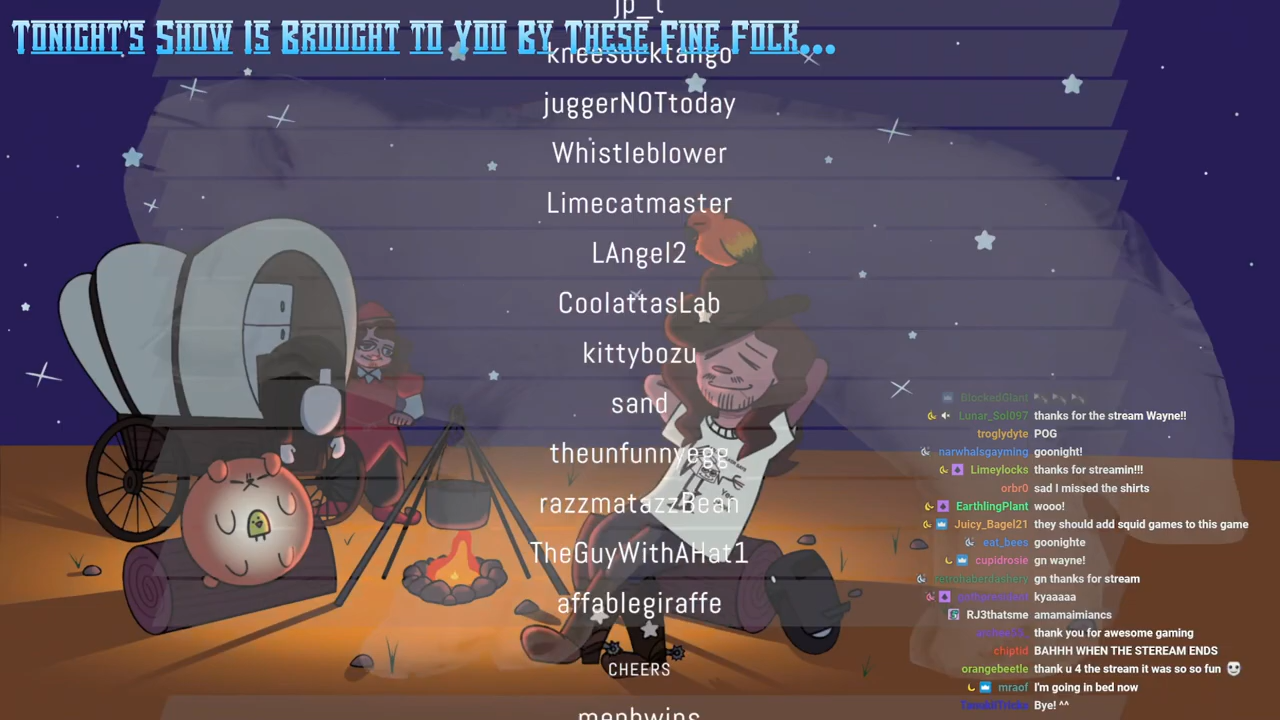 jp_t
TONIGHT'S SHOW IS BROUGHT TO YOU BY THESE FINE FOLK...
kneesocktango
juggerNOTtoday
Whistleblower
Limecatmaster
LAngel2
CoolattasLab
kittybozu
sand
theunfunnyegg
razzmatazzBean
TheGuyWithAHat1
affablegiraffe
CHEERS
menhwins
BlockedGiant
Lunar_Sol097 thanks for the stream Wayne!!
troglydyte POG
narwhalsgayming goonight!
Limeylocks thanks for streamin!!!
orbr0 sad I missed the shirts
EarthlingPlant wooo!
Juicy_Bagel21 they should add squid games to this game
eat_bees goonighte
cupidrosie gn wayne!
retrohaberdashery gn thanks for stream
kyaaaaa
RJ3thatsme amamaimiancs
thank you for awesome gaming
chiptid BAHHH WHEN THE STEREAM ENDS
orangebeetle thank u 4 the stream it was so so fun
mraof I'm going in bed now
Bye! ^^